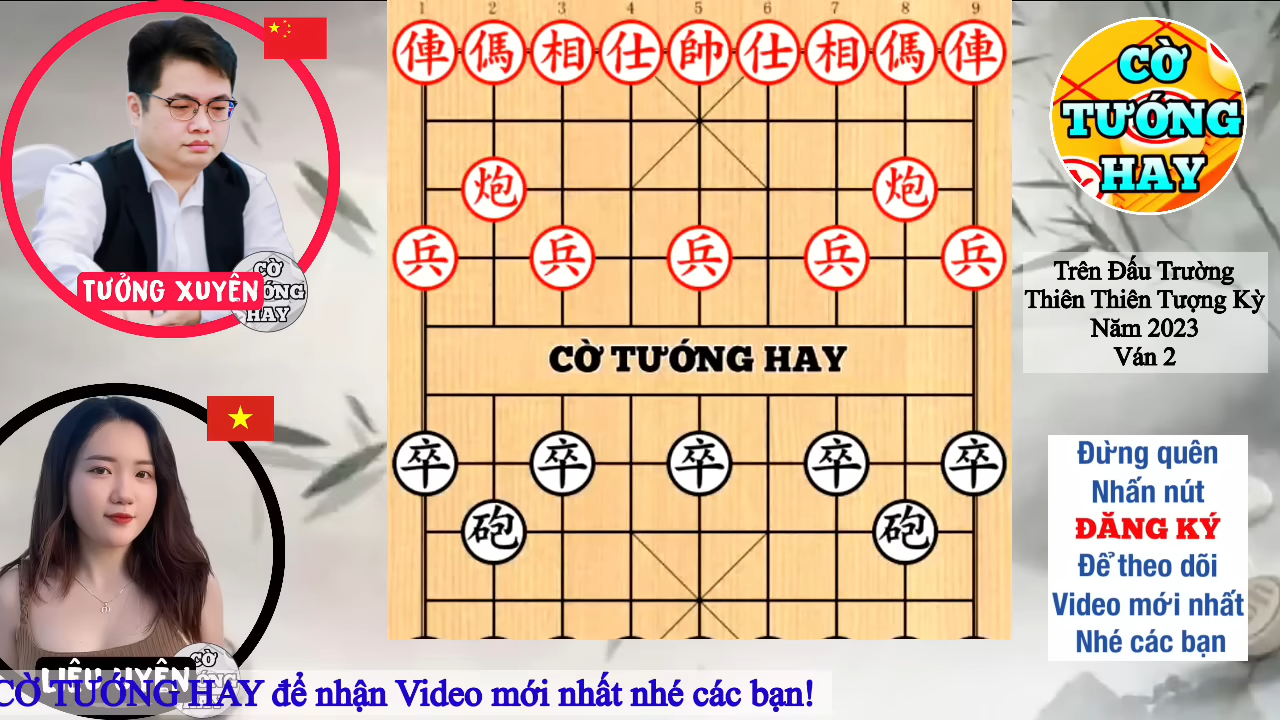 1 2 3 4 5 6 7 8 9
俥 傌 相 仕 帥 仕 相 傌 俥
炮 炮
兵 兵 兵 兵 兵
CỜ TƯỚNG HAY
卒 卒 卒 卒 卒
砲 砲
TƯỞNG XUYÊN
CỜ
TƯỚNG
HAY
Trên Đấu Trường
Thiên Thiên Tượng Kỳ
Năm 2023
Ván 2
Đừng quên
Nhấn nút
ĐĂNG KÝ
Để theo dõi
Video mới nhất
Nhé các bạn
CỜ
HAY
CỜ
CỜ TƯỚNG HAY để nhận Video mới nhất nhé các bạn!